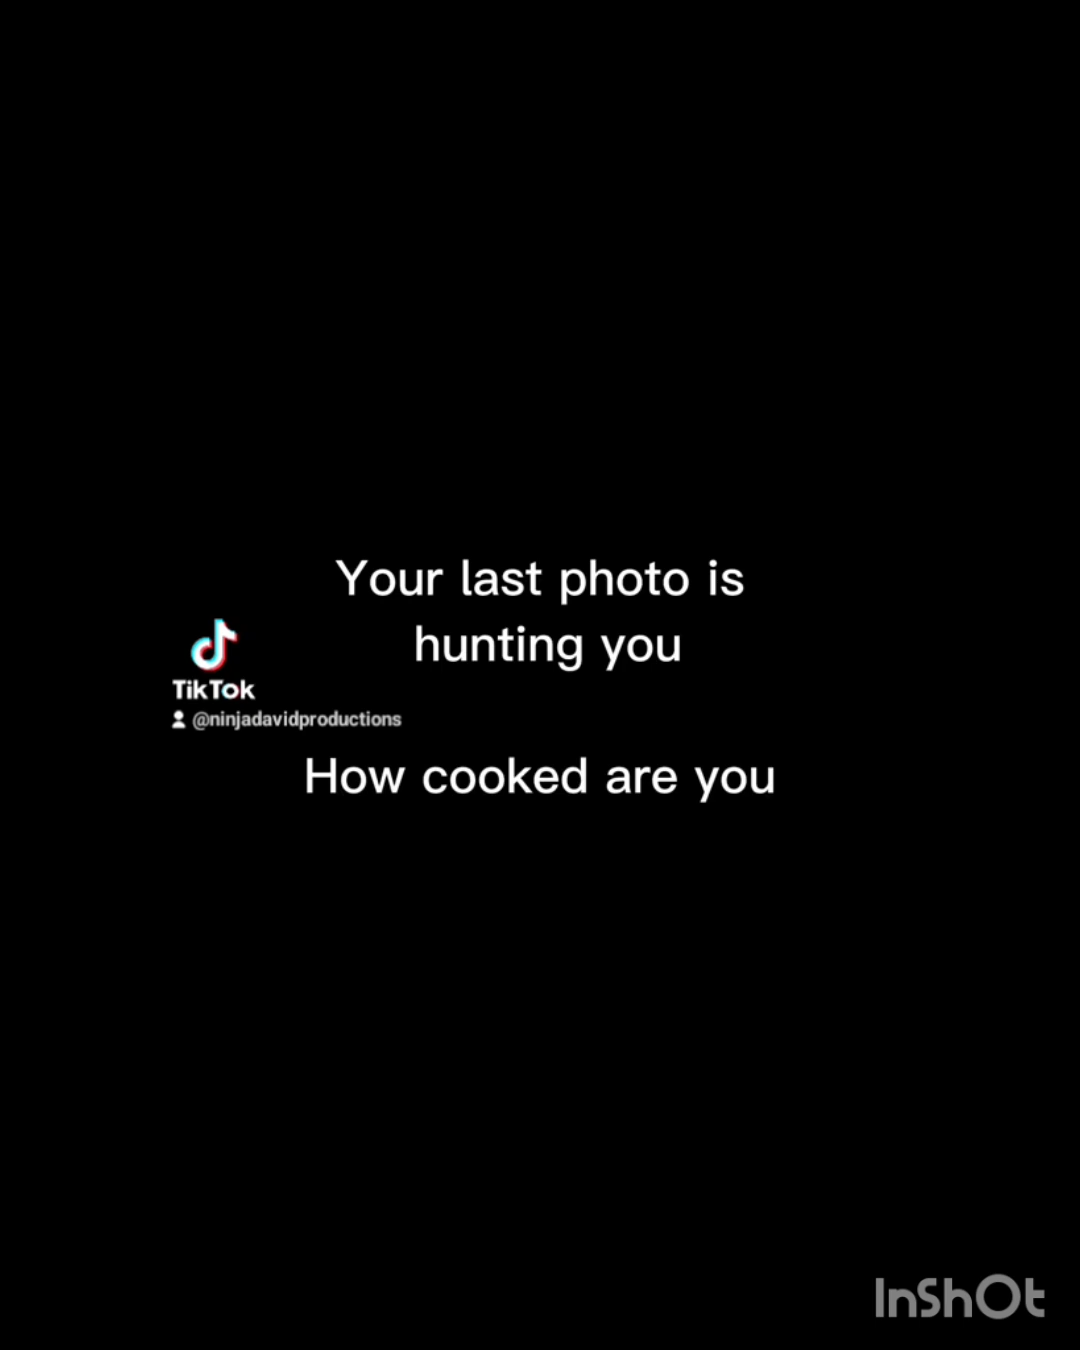 Your last photo is
hunting you
TikTok
@ninjadavidproductions
How cooked are you
InShOt